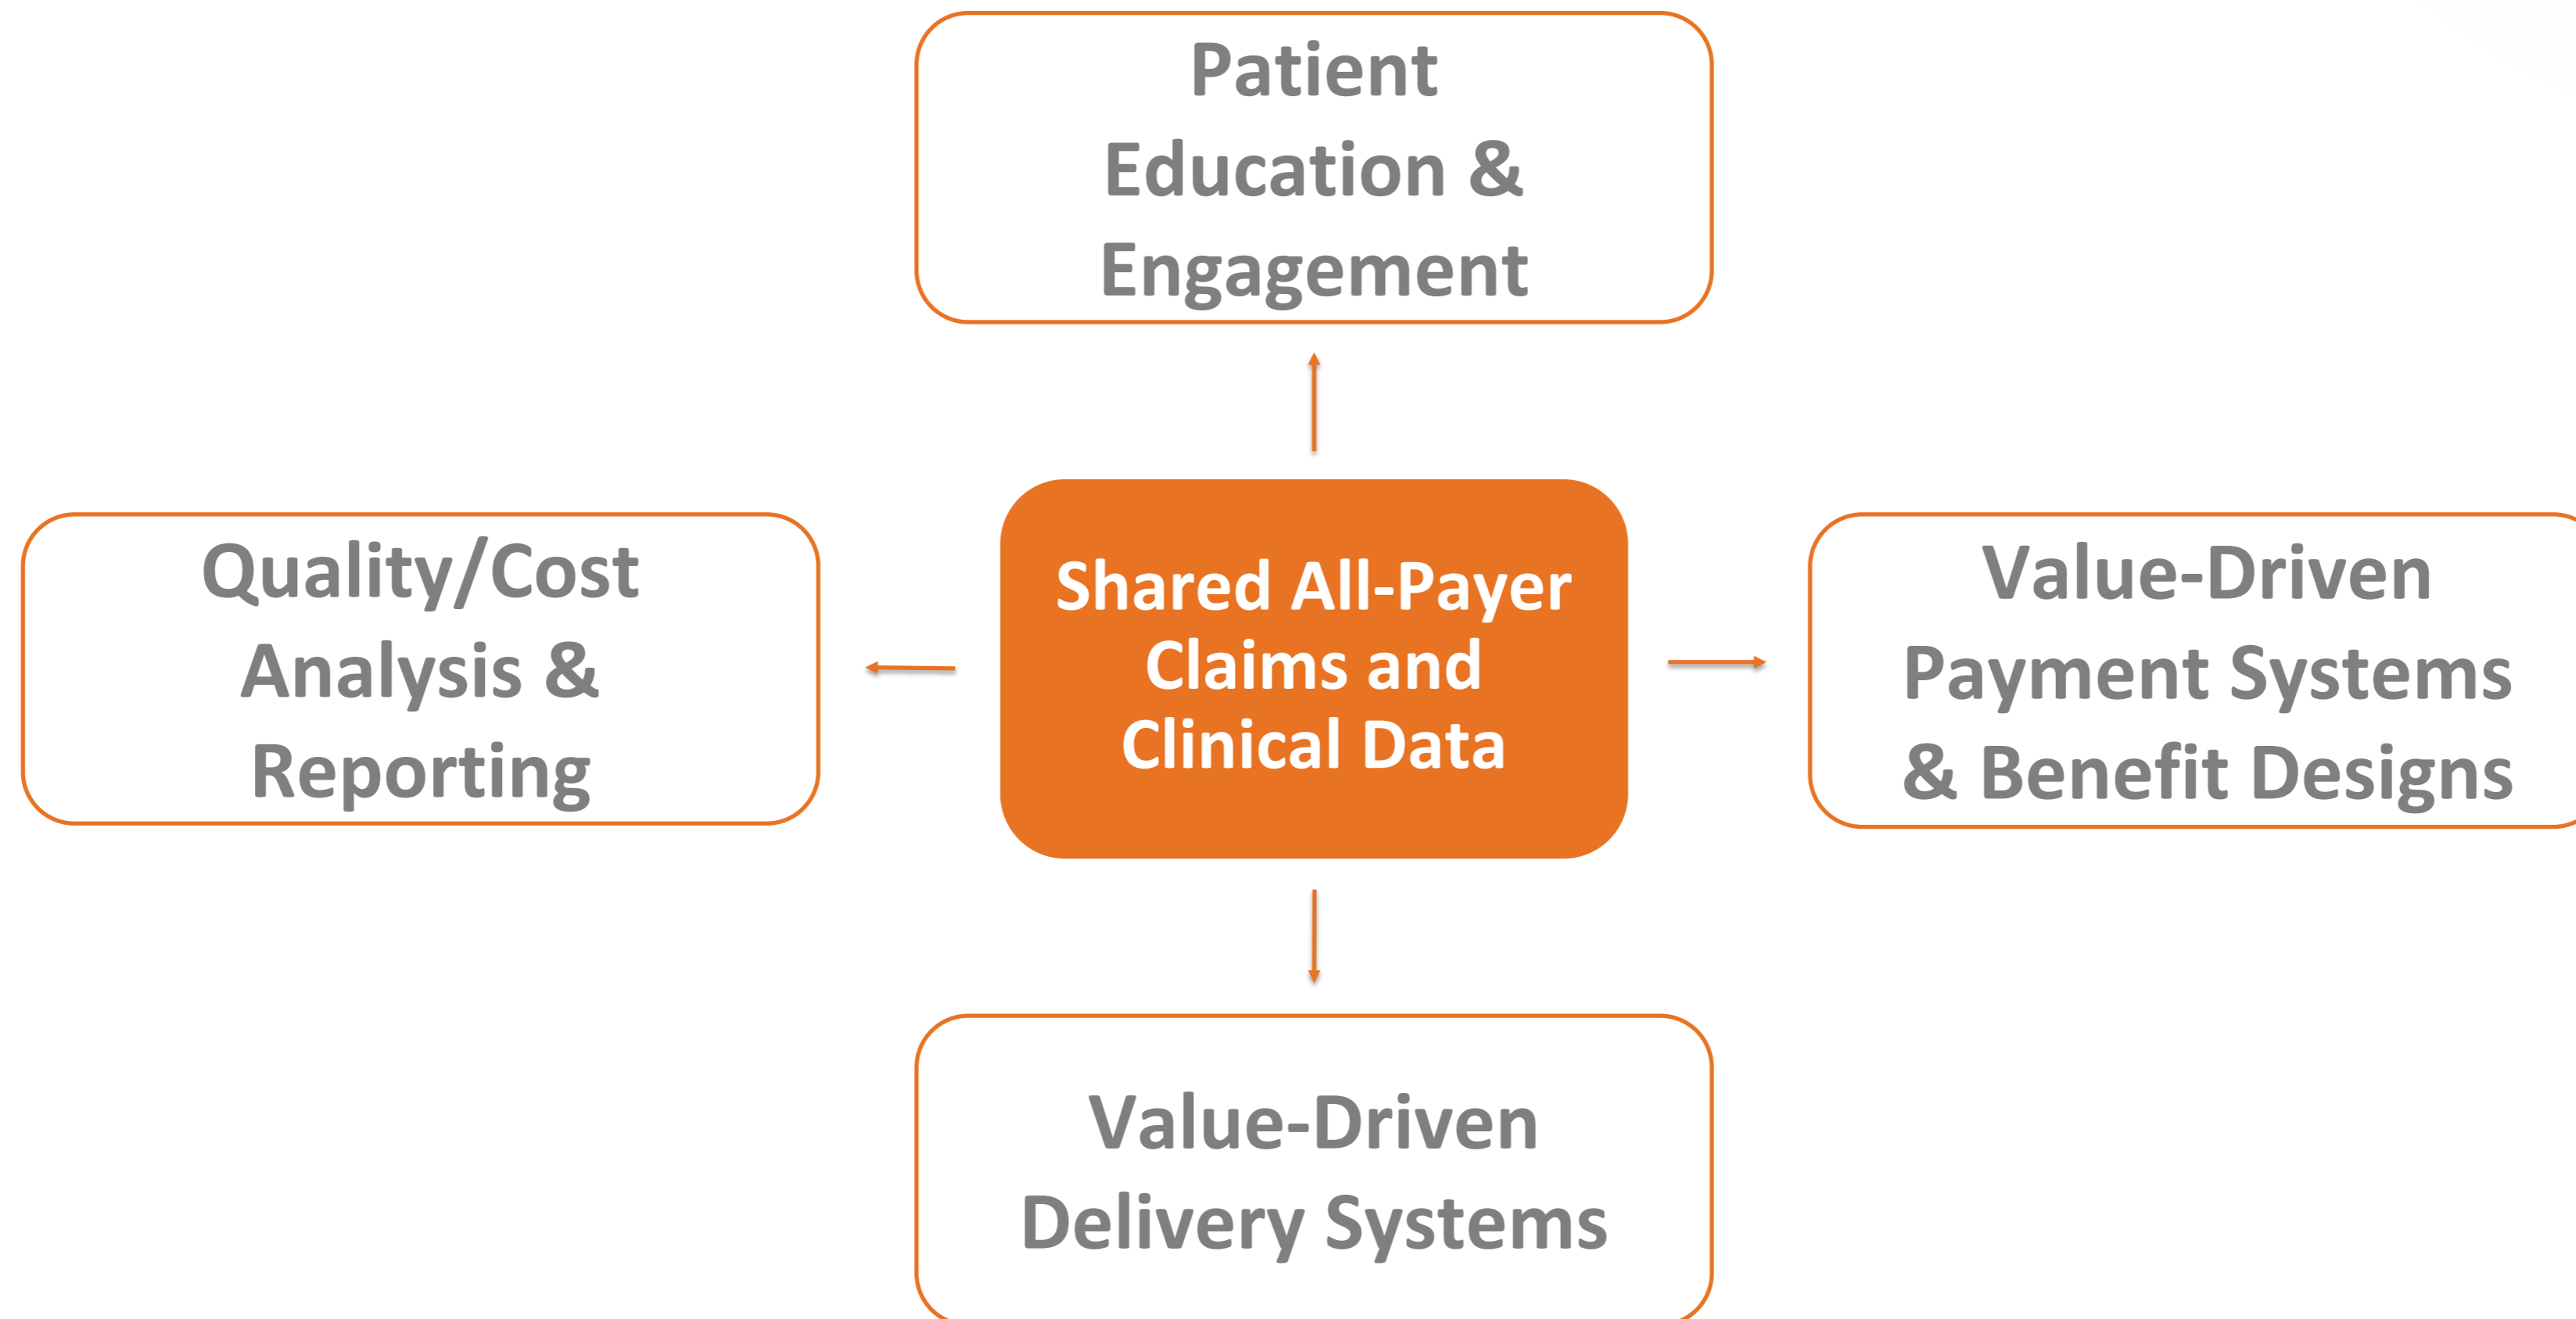 Patient
Education &
Engagement
Quality/Cost
Analysis &
Reporting
Shared All-Payer
Claims and
Clinical Data
Value-Driven
Payment Systems
& Benefit Designs
Value-Driven
Delivery Systems